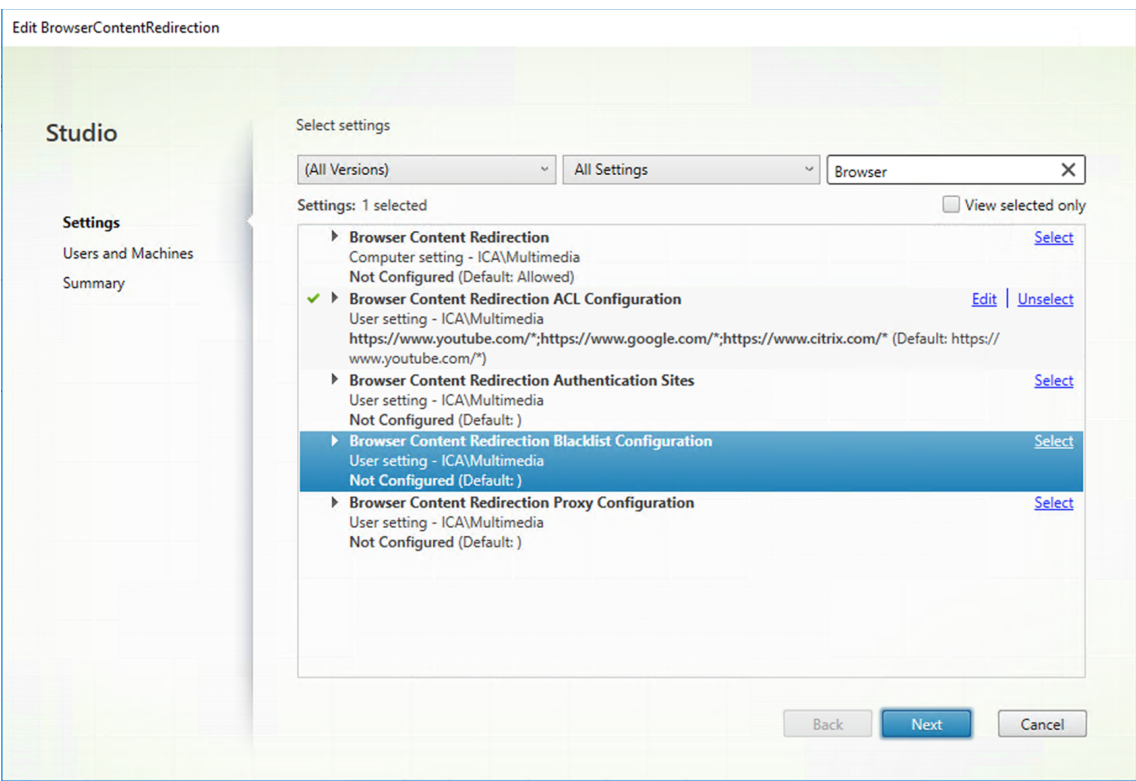 Edit BrowserContentRedirection
Studio
Settings
Users and Machines
Summary
Select settings
(All Versions)
All Settings
Browser
Settings: 1 selected
View selected only
Browser Content Redirection
Select
Computer setting - ICA\Multimedia
Not Configured (Default: Allowed)
Browser Content Redirection ACL Configuration
Edit | Unselect
User setting - ICA\Multimedia
https://www.youtube.com/*;https://www.google.com/*;https://www.citrix.com/* (Default: https://
www.youtube.com/*)
Browser Content Redirection Authentication Sites
Select
User setting - ICA\Multimedia
Not Configured (Default: )
Browser Content Redirection Blacklist Configuration
Select
User setting - ICA\Multimedia
Not Configured (Default: )
Browser Content Redirection Proxy Configuration
Select
User setting - ICA\Multimedia
Not Configured (Default: )
Back
Next
Cancel